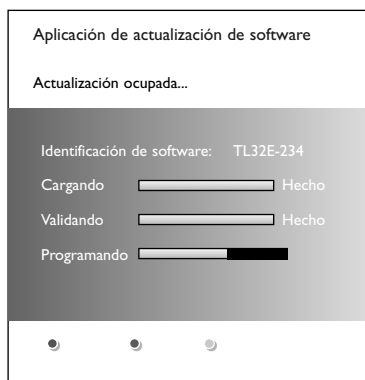 Aplicación de actualización de software
Actualización ocupada...
Identificación de software: TL32E-234
Cargando Hecho
Validando Hecho
Programando